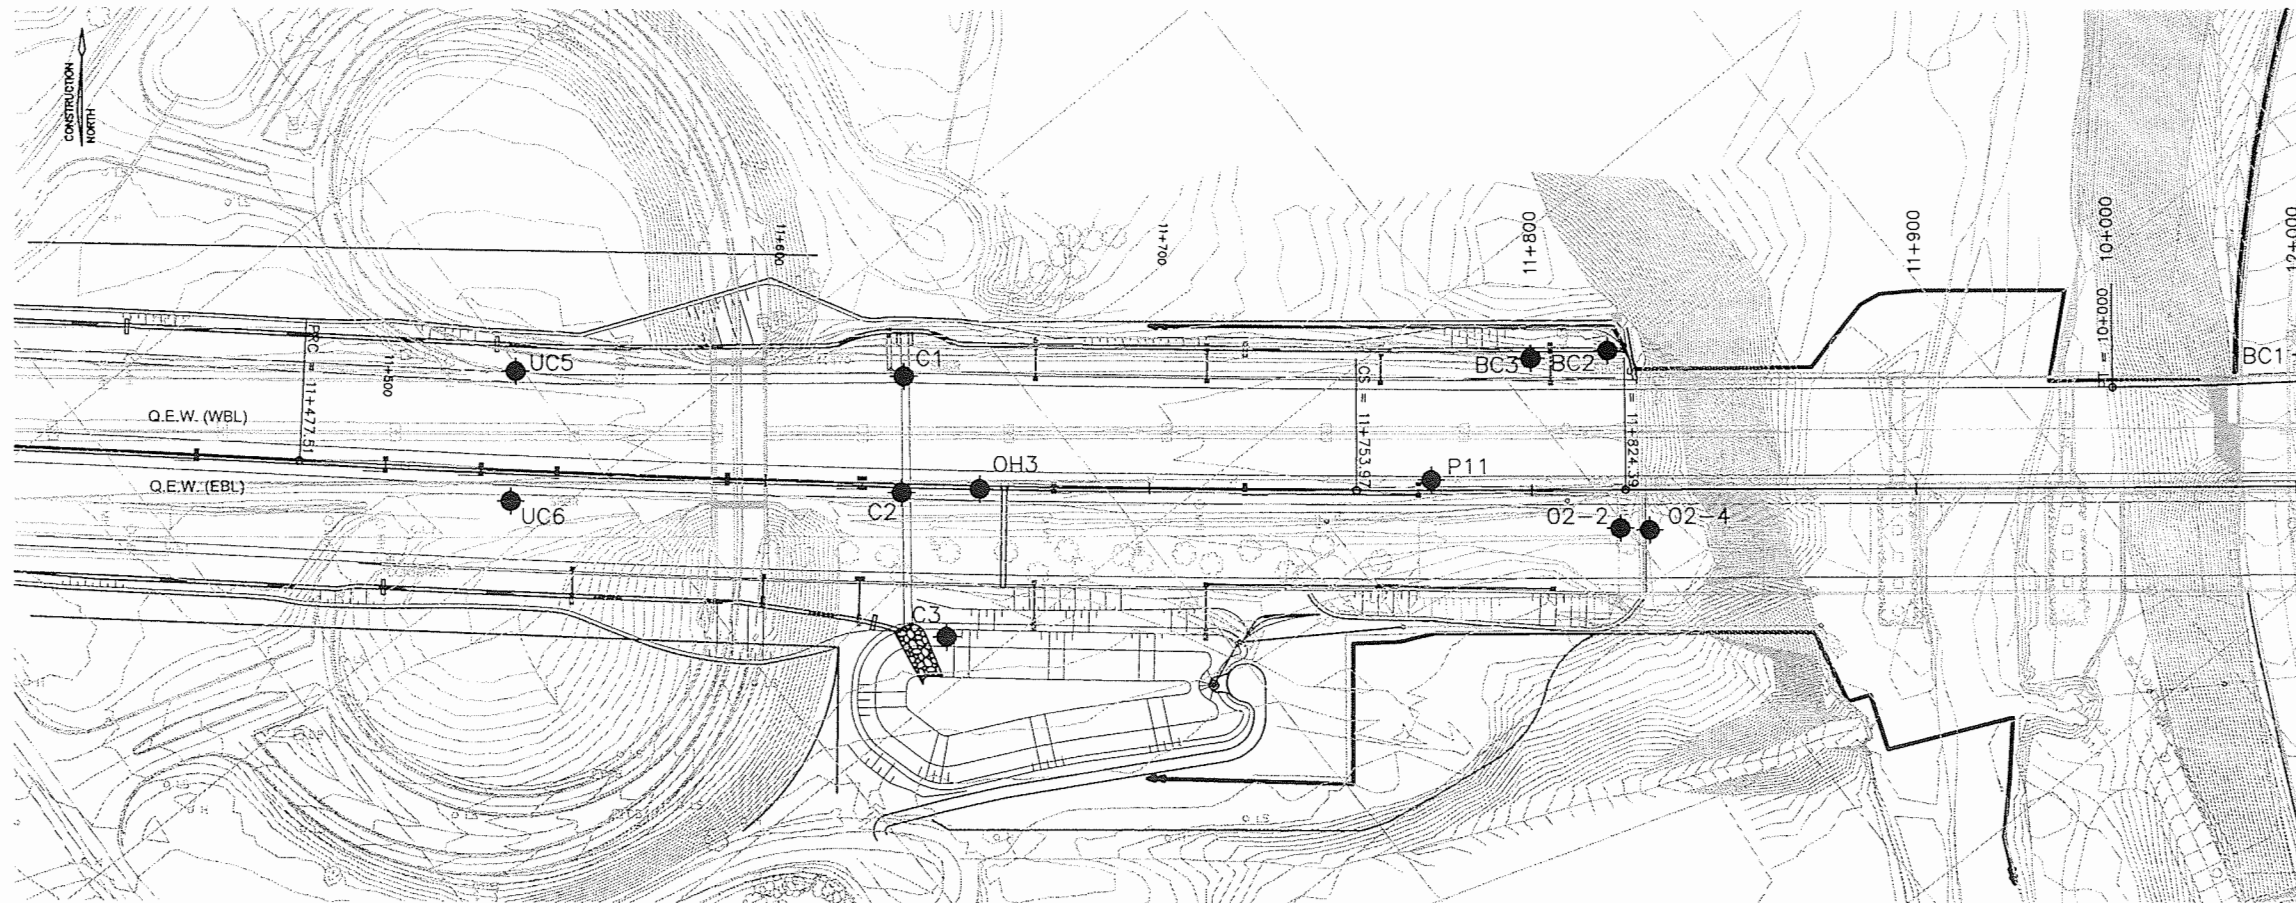 CONSTRUCTION
NORTH
11+600
11+700
11+800
11+900
10+000
12+000
= 10+000
PRC = 11+477.51
11+500
UC5
C1
BC3
BC2
BC1
CS = 11+753.97
= 11+824.39
Q.E.W. (WBL)
Q.E.W. (EBL)
OH3
P11
UC6
C2
02-2
02-4
C3